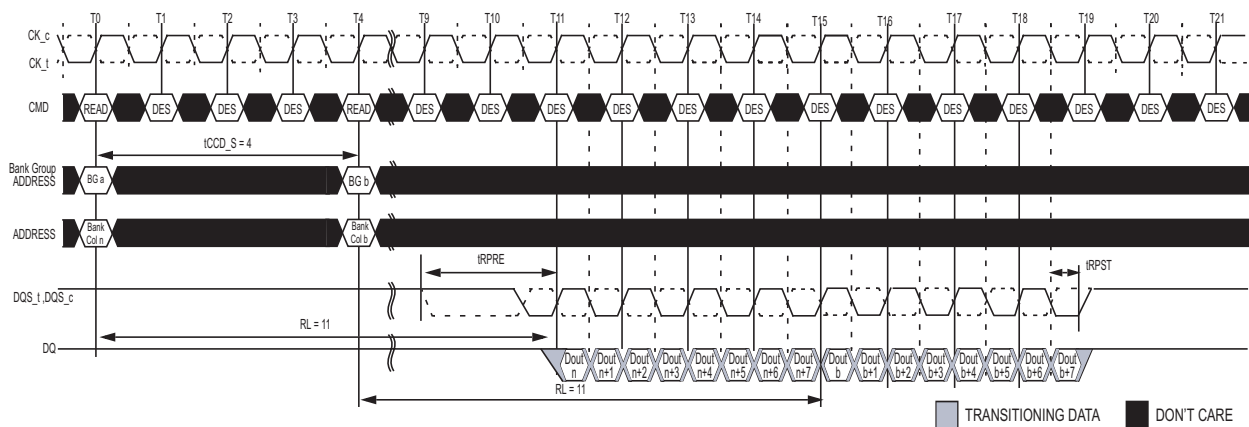 T0 T1 T2 T3 T4 T9 T10 T11 T12 T13 T14 T15 T16 T17 T18 T19 T20 T21
CK_c
CK_t
CMD READ DES DES DES READ DES DES DES DES DES DES DES DES DES DES DES DES DES
tCCD_S = 4
Bank Group
ADDRESS
BG a BG b
ADDRESS
Bank
Col n
Bank
Col b
tRPRE tRPST
DQS_t ,DQS_c
RL = 11
DQ
Dout Dout Dout Dout Dout Dout Dout Dout Dout Dout Dout Dout Dout Dout Dout Dout
n n+1 n+2 n+3 n+4 n+5 n+6 n+7 b b+1 b+2 b+3 b+4 b+5 b+6 b+7
RL = 11
TRANSITIONING DATA DON'T CARE